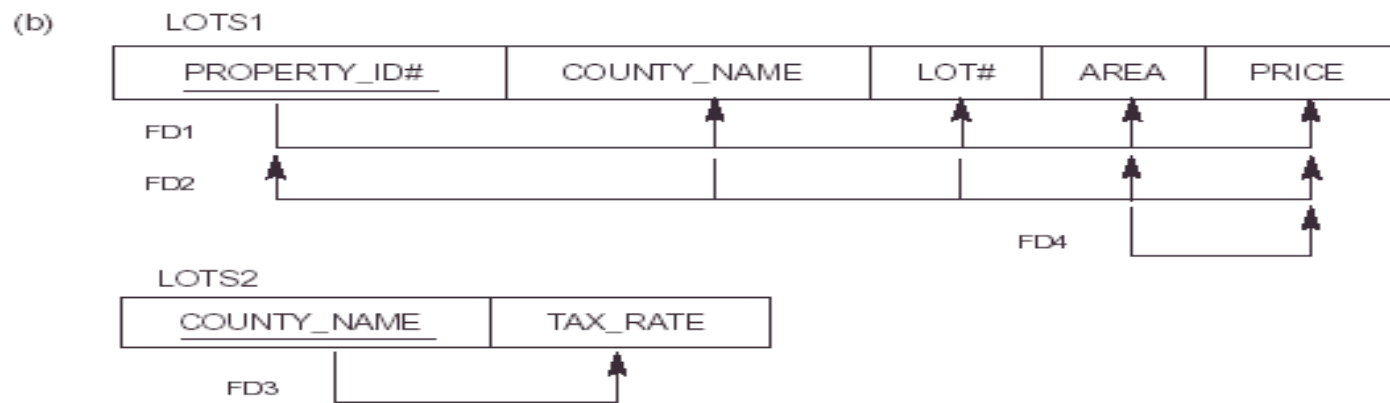 (b) LOTS1
PROPERTY_ID# COUNTY_NAME LOT# AREA PRICE
FD1
FD2
FD4
LOTS2
COUNTY_NAME TAX_RATE
FD3